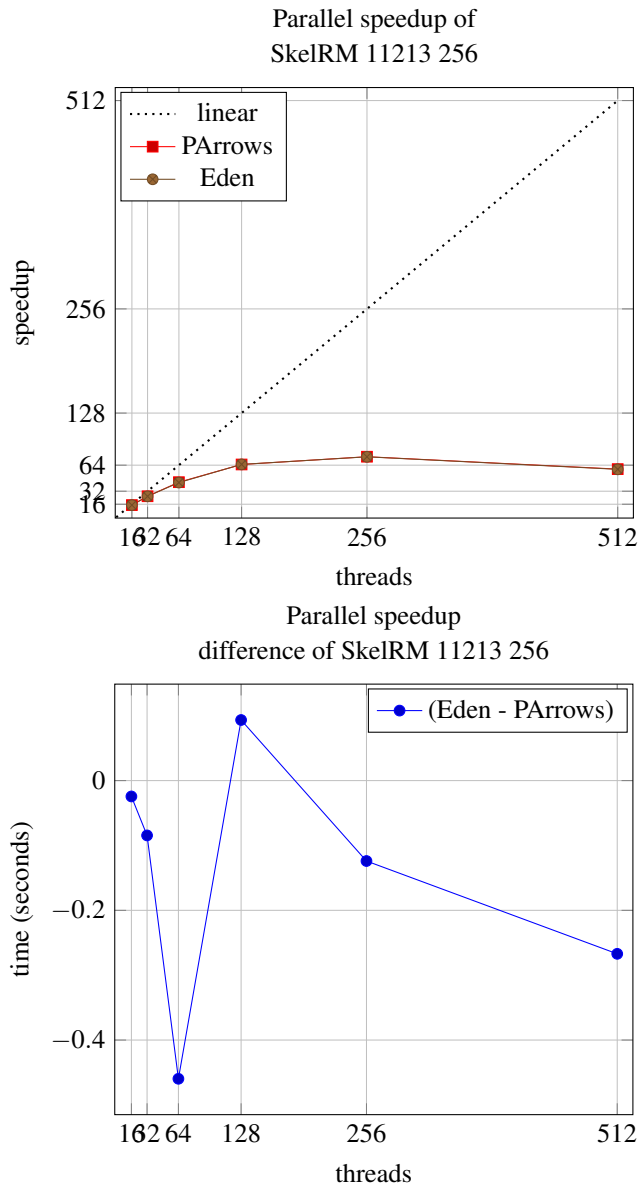 Parallel speedup of
SkelRM 11213 256
linear
PArrows
Eden
speedup
512
256
128
64
32
16
16 32 64 128 256 512
threads
Parallel speedup
difference of SkelRM 11213 256
(Eden - PArrows)
time (seconds)
0
−0.2
−0.4
16 32 64 128 256 512
threads